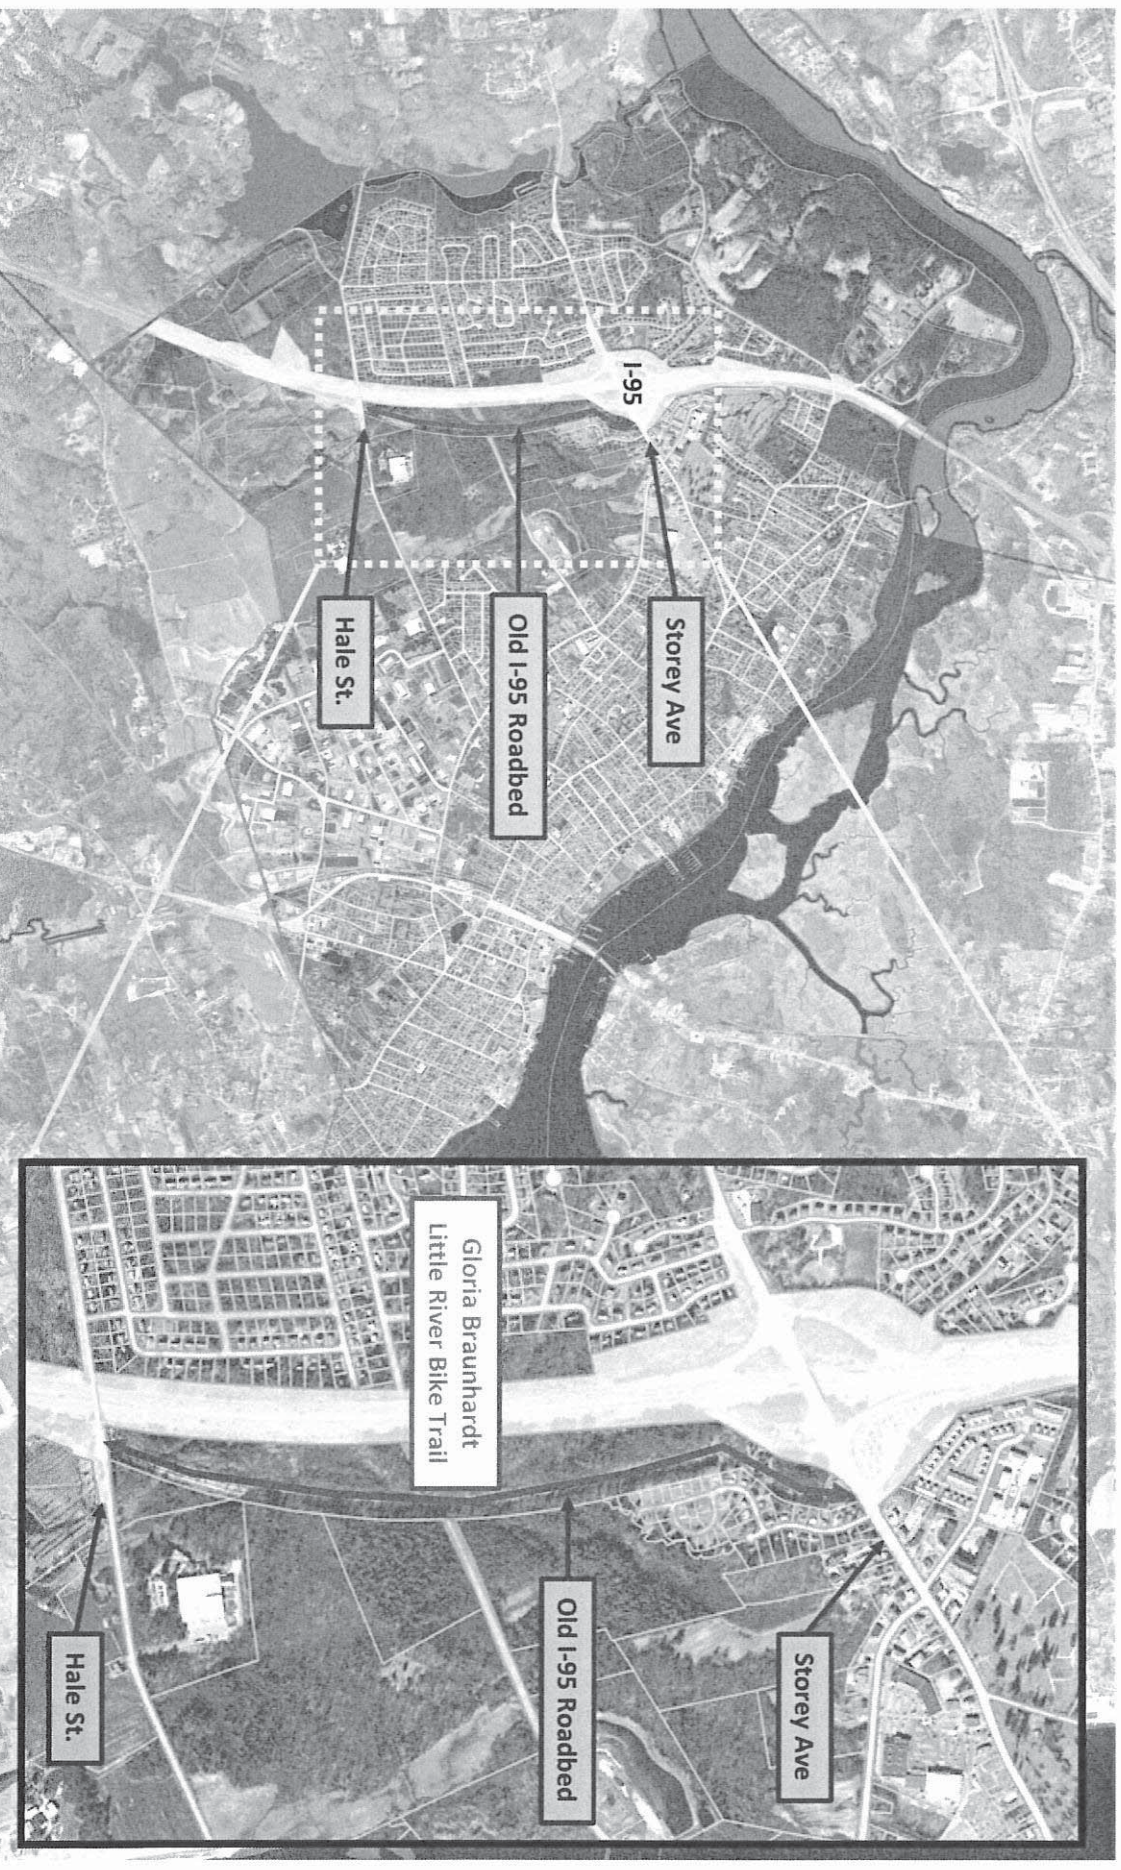 I-95
Storey Ave
Old I-95 Roadbed
Hale St.
Gloria Braunhardt
Little River Bike Trail
Storey Ave
Old I-95 Roadbed
Hale St.